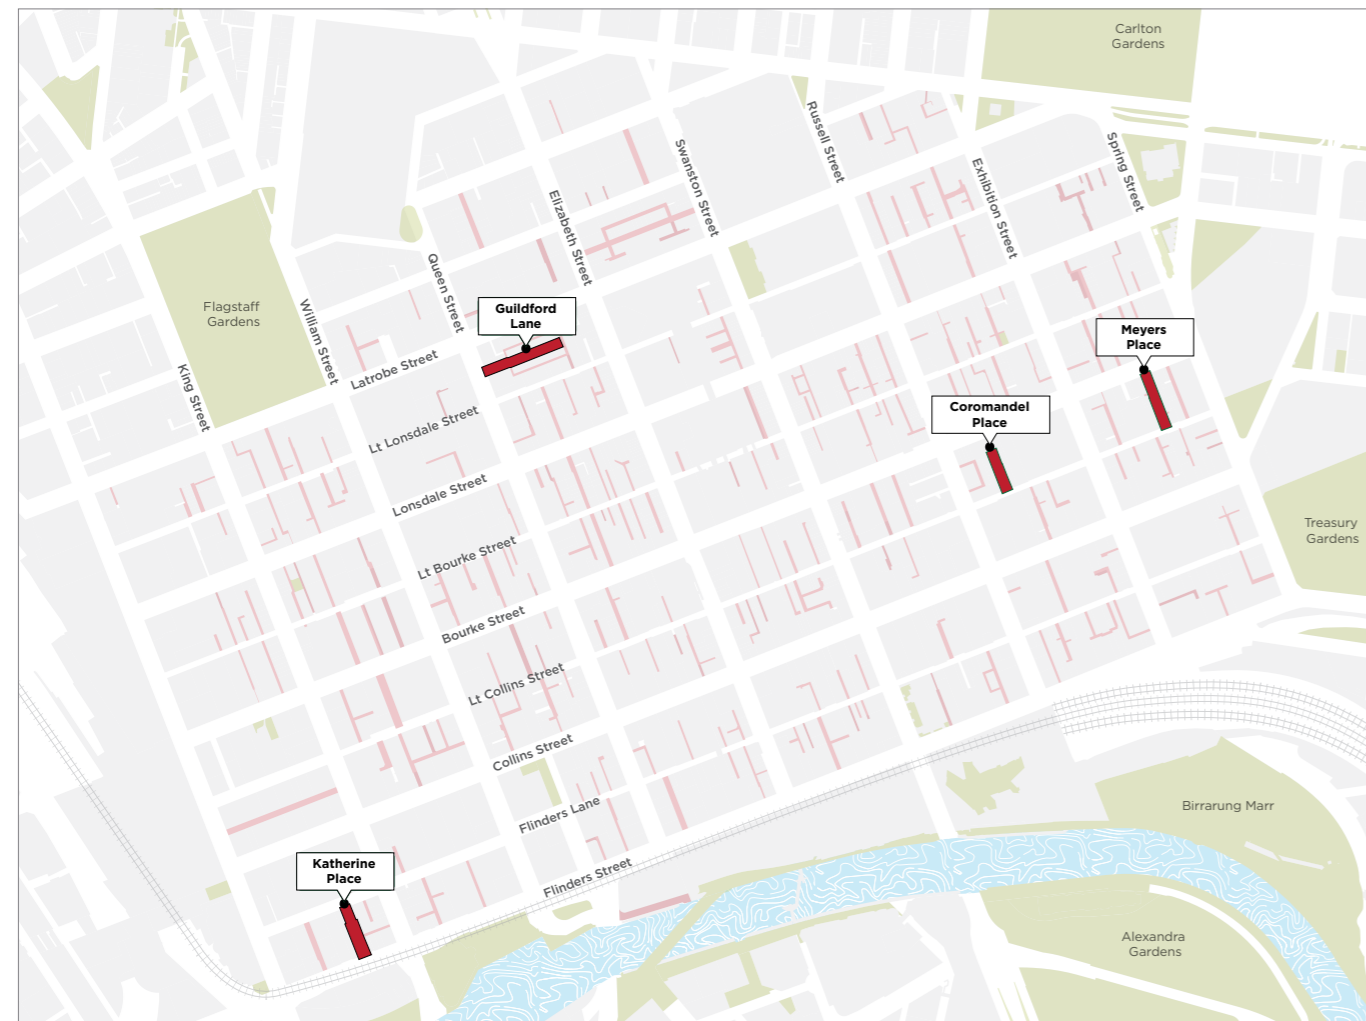 Carlton
Gardens
Russell Street
Swanston Street
Exhibition Street
Spring Street
Elizabeth Street
Queen Street
Flagstaff
Gardens
William Street
King Street
Guildford
Lane
Latrobe Street
Meyers
Place
Coromandel
Place
Lt Lonsdale Street
Lonsdale Street
Lt Bourke Street
Bourke Street
Treasury
Gardens
Lt Collins Street
Collins Street
Flinders Lane
Flinders Street
Birrarung Marr
Katherine
Place
Alexandra
Gardens